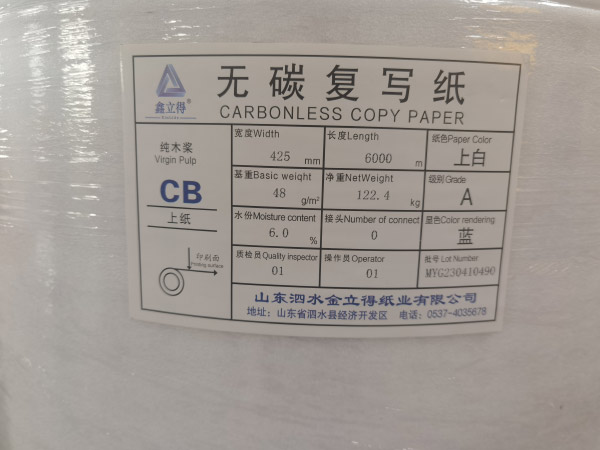 鑫立得®
无碳复写纸
CARBONLESS COPY PAPER
纯木桨
Virgin Pulp
CB
上纸
印刷面
Printing surface
宽度Width
425 mm
长度Length
6000 m
纸色Paper Color
上白
基重Basic weight
48 g/m²
净重NetWeight
122.4 kg
级别Grade
A
水份Moisture content
6.0 %
接头Number of connect
0
显色Color rendering
蓝
质检员Quality inspector
01
操作员Operator
01
批号 Lot Number
MYG230410490
山东泗水金立得纸业有限公司
地址：山东省泗水县经济开发区 电话：0537-4035678